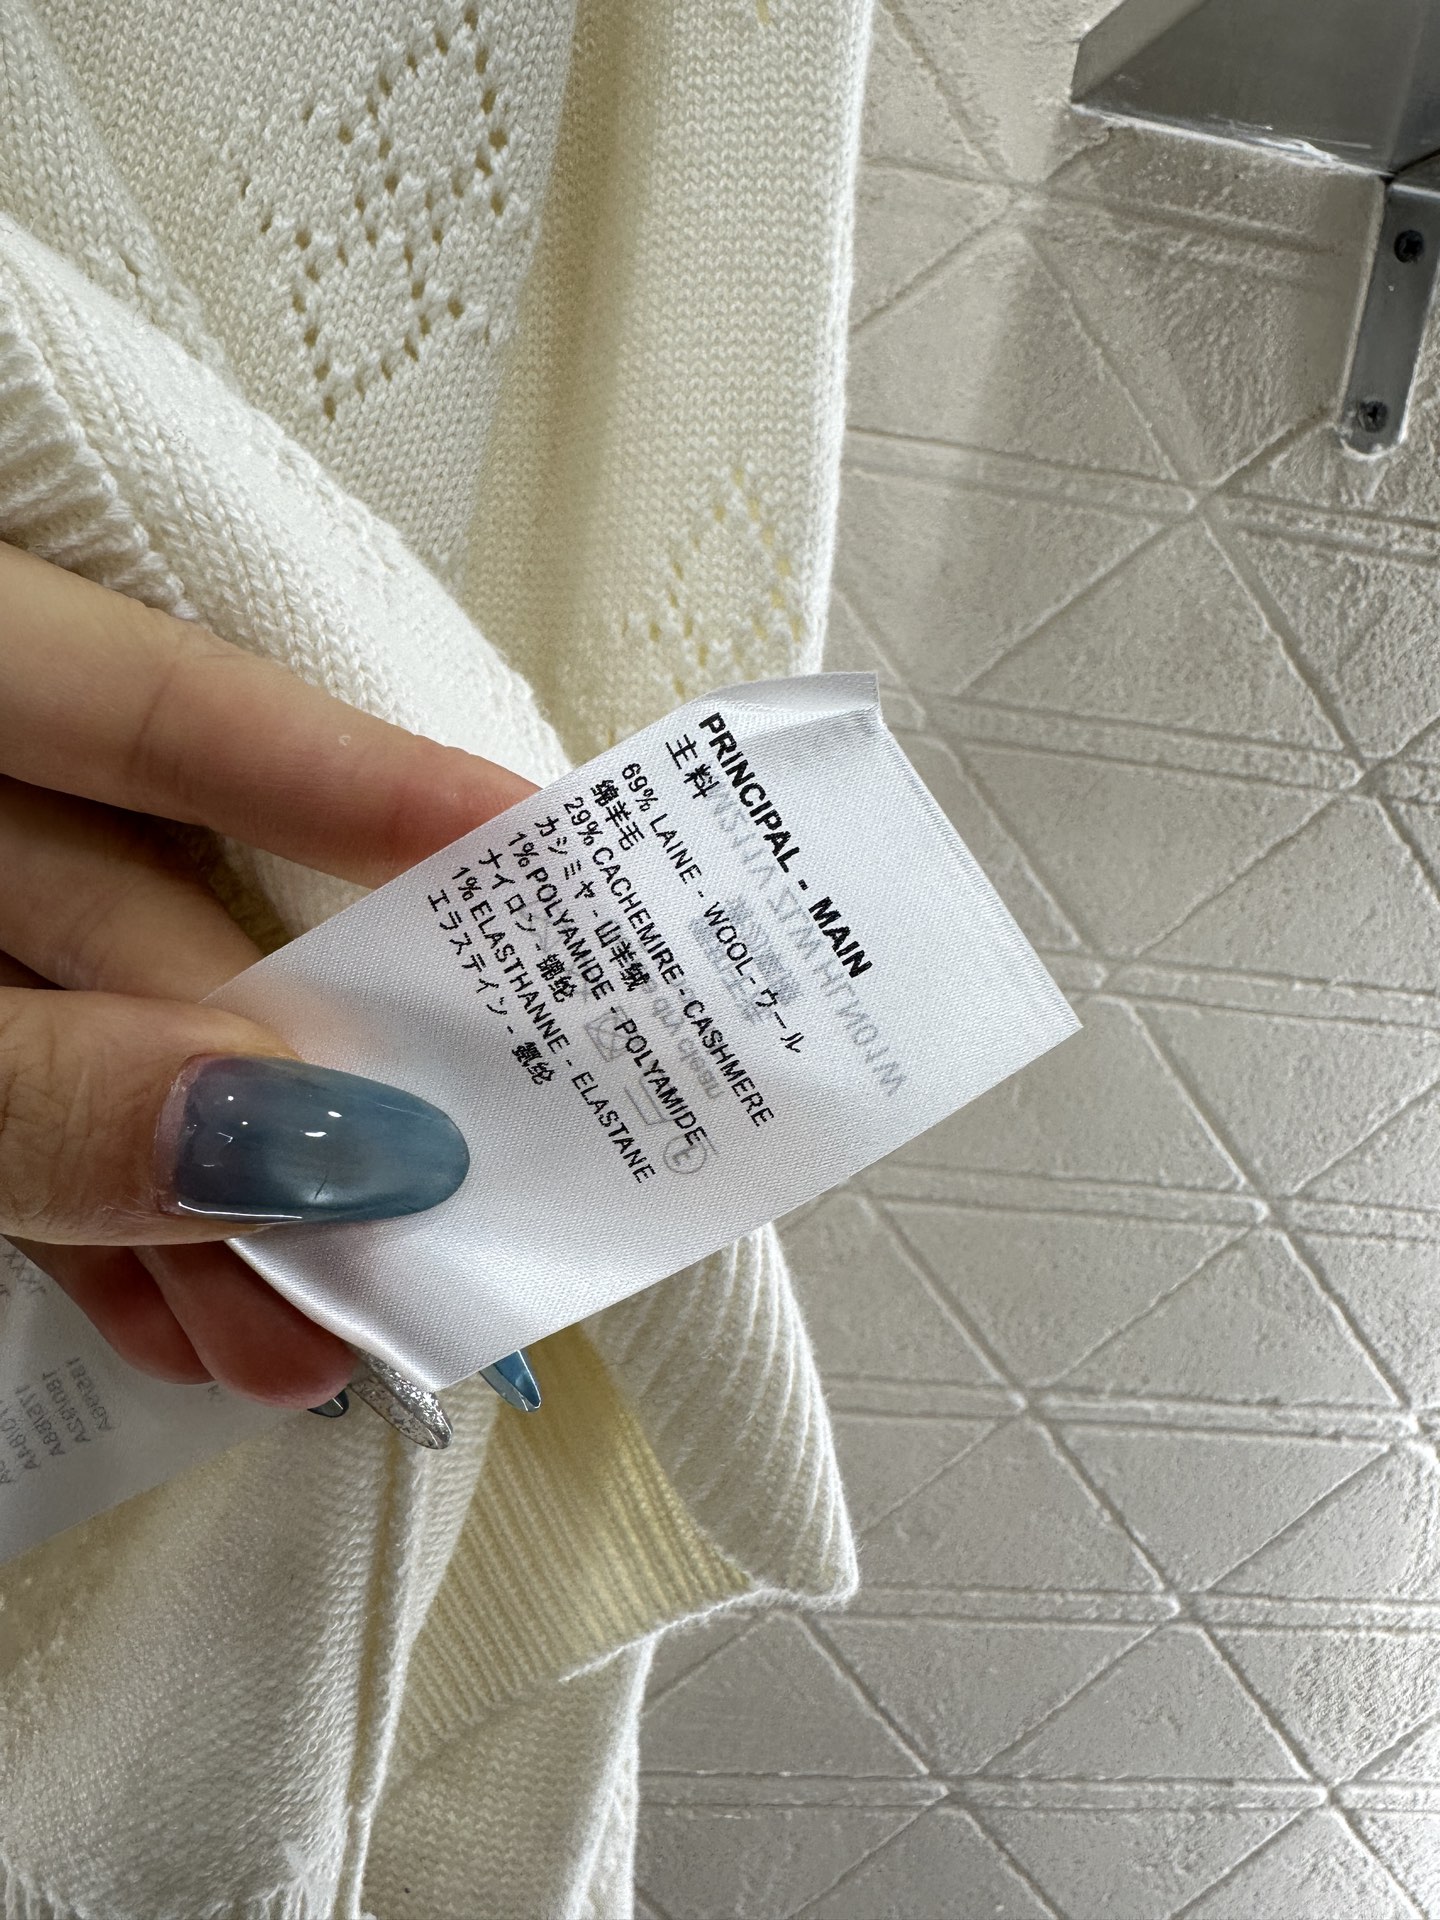 PRINCIPAL - MAIN
主料
69% LAINE - WOOL - ウール
绵羊毛
29% CACHEMIRE - CASHMERE
カシミヤ - 山羊绒
1% POLYAMIDE - POLYAMIDE
ナイロン - 锦纶
1% ELASTHANNE - ELASTANE
エラステイン - 氨纶